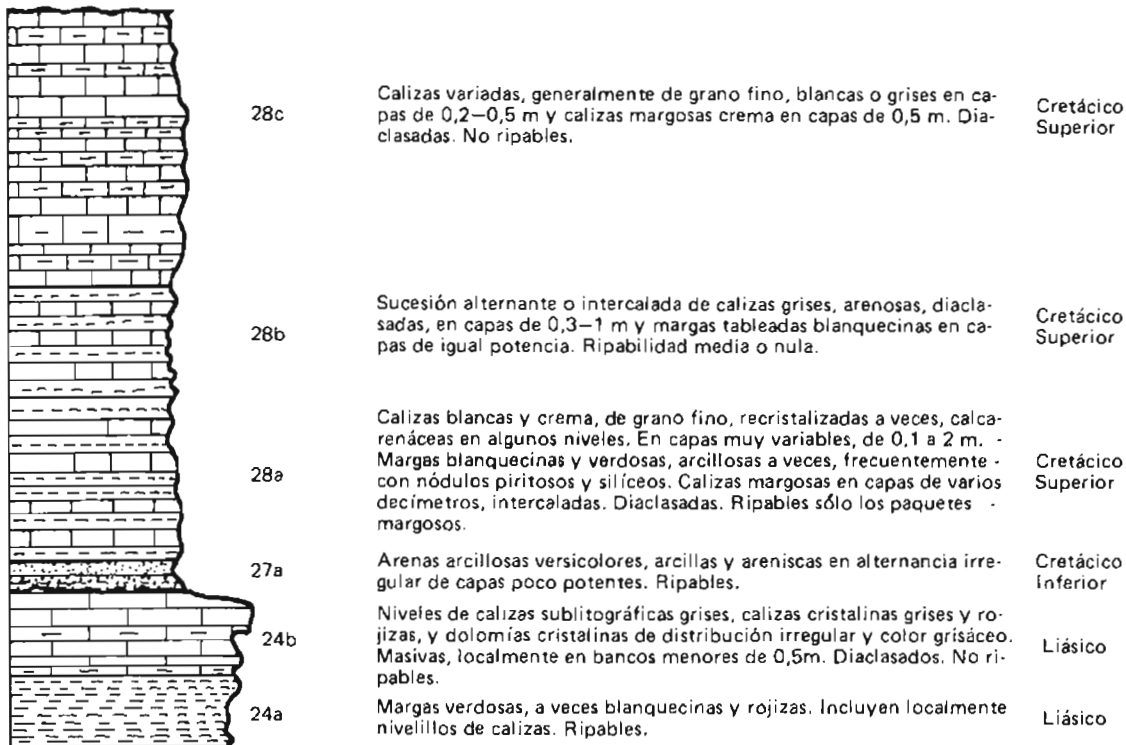 28c
Calizas variadas, generalmente de grano fino, blancas o grises en ca-
pas de 0,2–0,5 m y calizas margosas crema en capas de 0,5 m. Dia-
clasadas. No ripables.
Cretácico
Superior
28b
Sucesión alternante o intercalada de calizas grises, arenosas, diacla-
sadas, en capas de 0,3–1 m y margas tableadas blanquecinas en ca-
pas de igual potencia. Ripabilidad media o nula.
Cretácico
Superior
28a
Calizas blancas y crema, de grano fino, recristalizadas a veces, calca-
renáceas en algunos niveles. En capas muy variables, de 0,1 a 2 m. -
Margas blanquecinas y verdosas, arcillosas a veces, frecuentemente -
con nódulos piritosos y silíceos. Calizas margosas en capas de varios
decímetros, intercaladas. Diaclasadas. Ripables sólo los paquetes -
margosos.
Cretácico
Superior
27a
Arenas arcillosas versicolores, arcillas y areniscas en alternancia irre-
gular de capas poco potentes. Ripables.
Cretácico
Inferior
24b
Niveles de calizas sublitográficas grises, calizas cristalinas grises y ro-
jizas, y dolomías cristalinas de distribución irregular y color grisáceo.
Masivas, localmente en bancos menores de 0,5m. Diaclasados. No ri-
pables.
Liásico
24a
Margas verdosas, a veces blanquecinas y rojizas. Incluyen localmente
nivelillos de calizas. Ripables.
Liásico